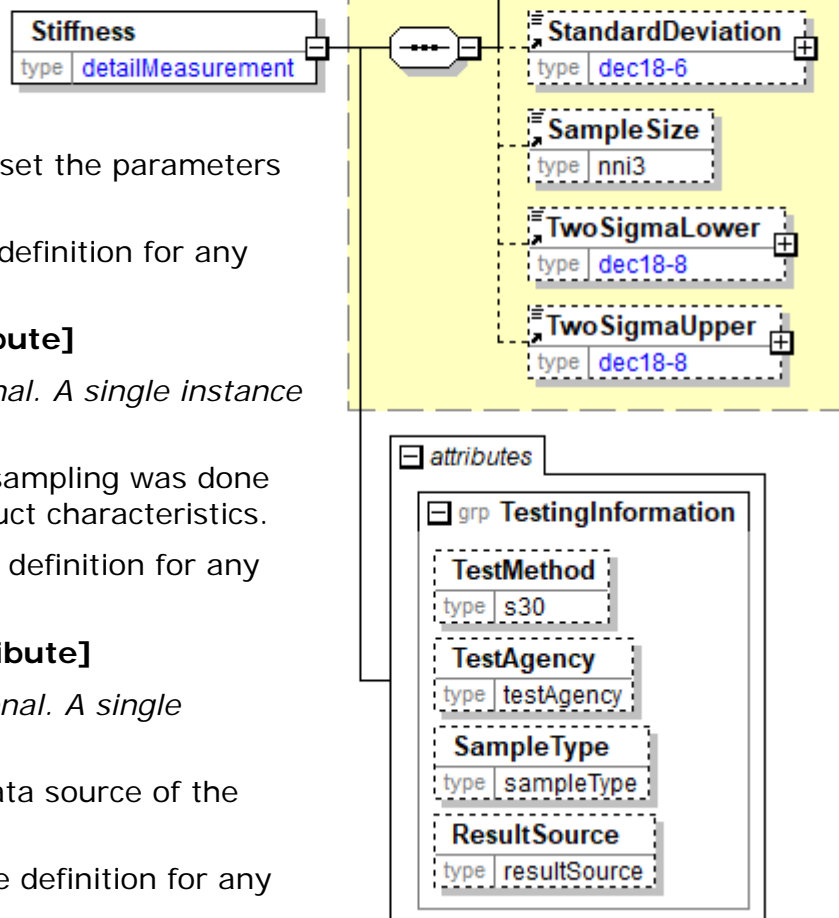 Stiffness
type detailMeasurement
StandardDeviation
type dec18-6
SampleSize
type nni3
TwoSigmaLower
type dec18-8
TwoSigmaUpper
type dec18-8
set the parameters
definition for any
bute]
nal. A single instance
sampling was done
uct characteristics.
definition for any
ibute]
onal. A single
ata source of the
e definition for any
attributes
grp TestingInformation
TestMethod
type s30
TestAgency
type testAgency
SampleType
type sampleType
ResultSource
type resultSource